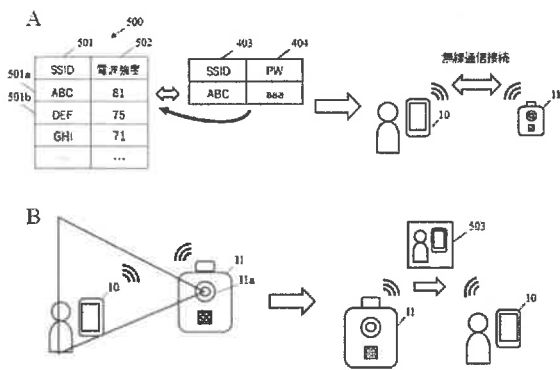 A
500
501 502
SSID 電波強度
501a ABC 81
501b DEF 75
GHI 71
...
403 404
SSID PW
ABC aaa
無線通信接続
10
11
B
10
11
11a
503
11
10